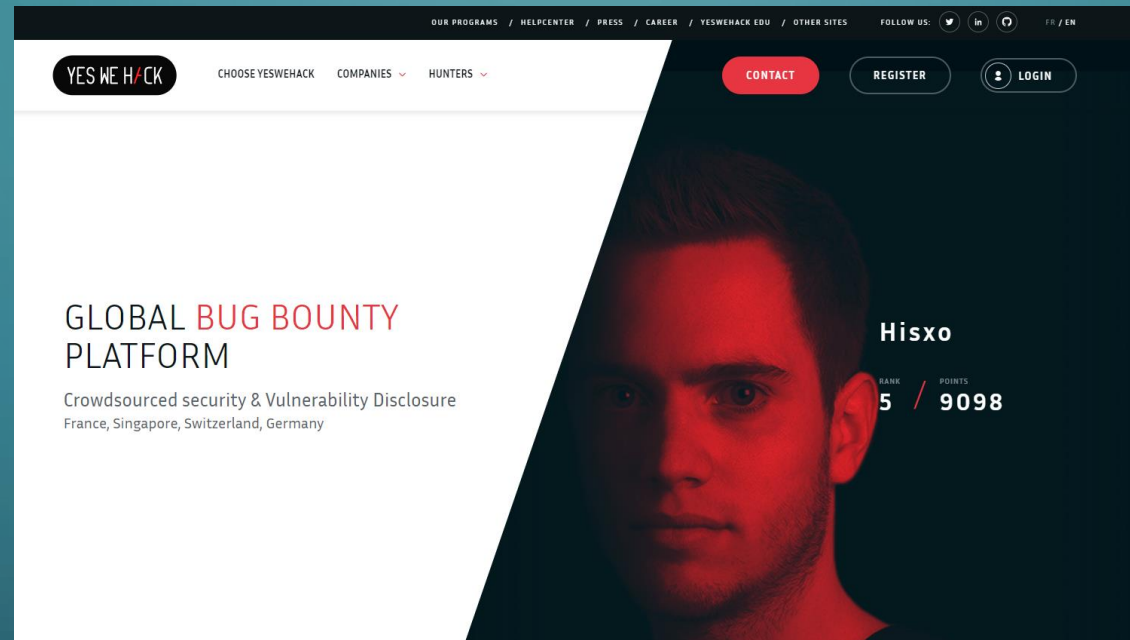 OUR PROGRAMS / HELPCENTER / PRESS / CAREER / YESWEHACK EDU / OTHER SITES FOLLOW US: in FR / EN
YES WE H/CK CHOOSE YESWEHACK COMPANIES HUNTERS CONTACT REGISTER LOGIN
GLOBAL BUG BOUNTY
PLATFORM
Crowdsourced security & Vulnerability Disclosure
France, Singapore, Switzerland, Germany
Hisxo
RANK POINTS
5 / 9098